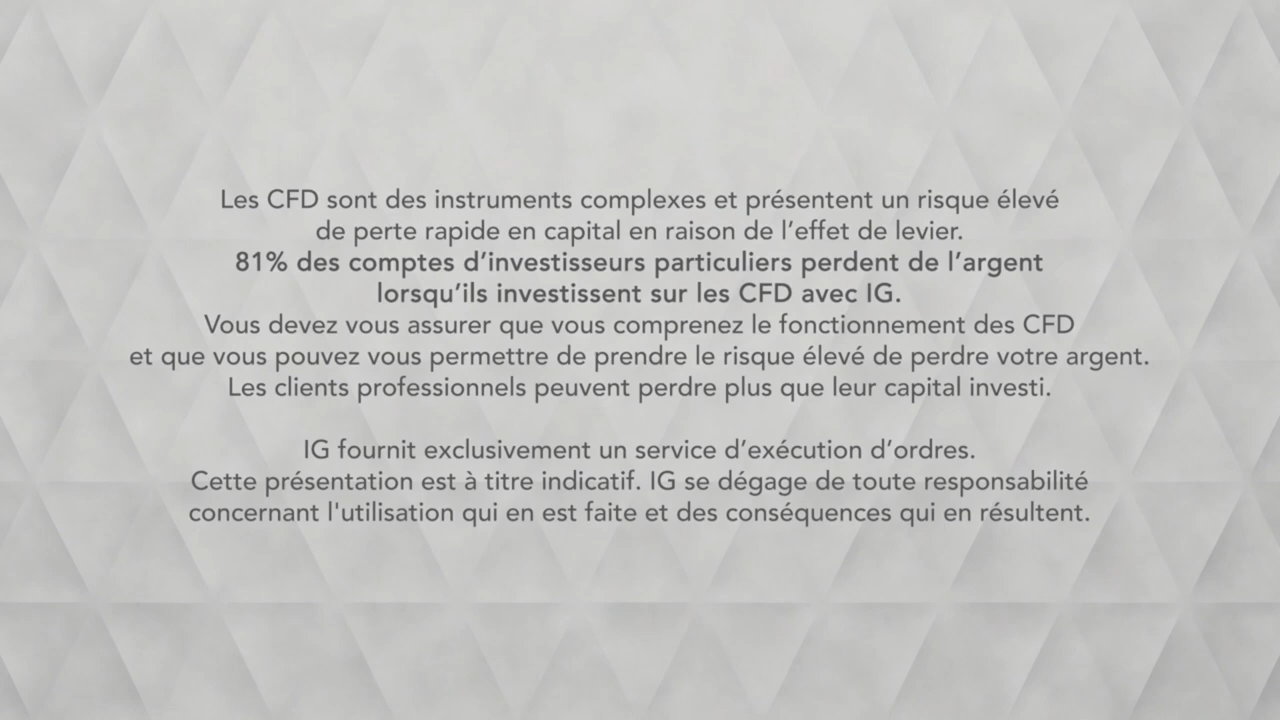 Les CFD sont des instruments complexes et présentent un risque élevé
de perte rapide en capital en raison de l’effet de levier.
81% des comptes d’investisseurs particuliers perdent de l’argent
lorsqu’ils investissent sur les CFD avec IG.
Vous devez vous assurer que vous comprenez le fonctionnement des CFD
et que vous pouvez vous permettre de prendre le risque élevé de perdre votre argent.
Les clients professionnels peuvent perdre plus que leur capital investi.
IG fournit exclusivement un service d’exécution d’ordres.
Cette présentation est à titre indicatif. IG se dégage de toute responsabilité
concernant l'utilisation qui en est faite et des conséquences qui en résultent.